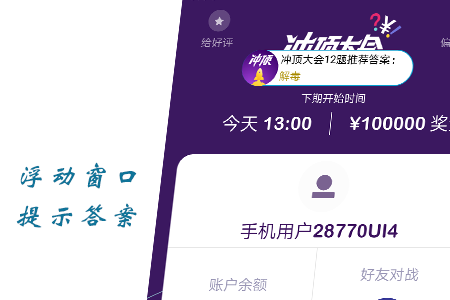 给好评
冲顶大会
冲顶
冲顶大会12题推荐答案：
解毒
下期开始时间
今天 13:00
¥100000 奖
浮动窗口
提示答案
手机用户28770UI4
账户余额
好友对战